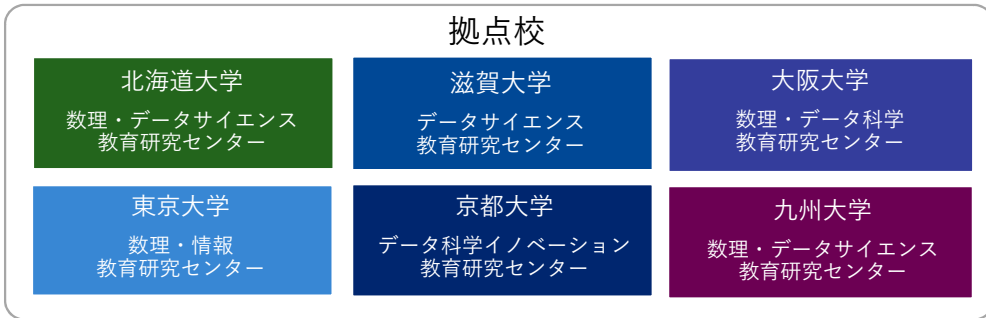 拠点校
北海道大学
数理・データサイエンス
教育研究センター
滋賀大学
データサイエンス
教育研究センター
大阪大学
数理・データ科学
教育研究センター
東京大学
数理・情報
教育研究センター
京都大学
データ科学イノベーション
教育研究センター
九州大学
数理・データサイエンス
教育研究センター